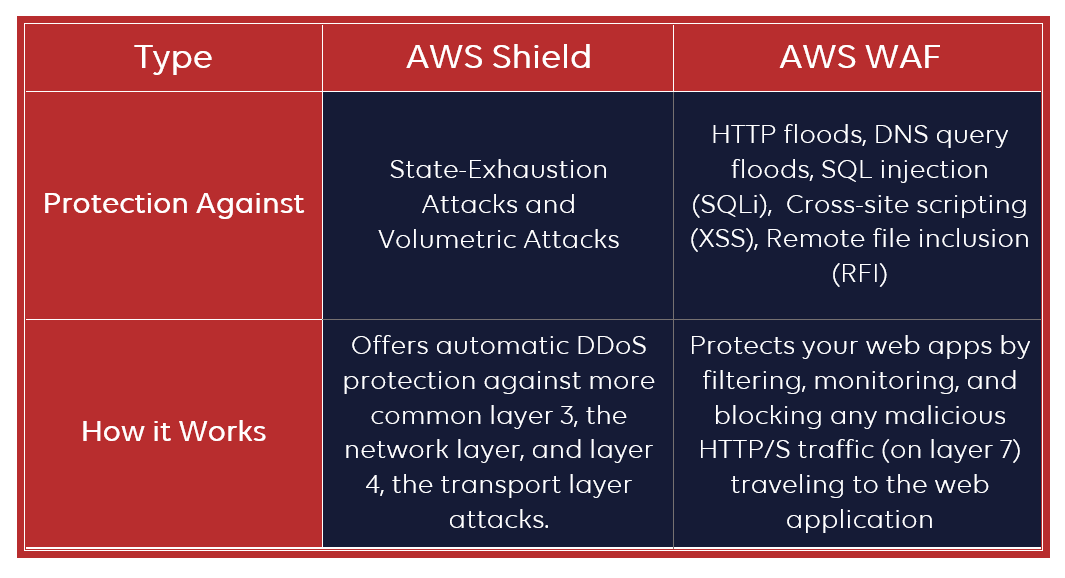 Type
AWS Shield
AWS WAF
Protection Against
State-Exhaustion
Attacks and
Volumetric Attacks
HTTP floods, DNS query
floods, SQL injection
(SQLi),  Cross-site scripting
(XSS), Remote file inclusion
(RFI)
How it Works
Offers automatic DDoS
protection against more
common layer 3, the
network layer, and layer
4, the transport layer
attacks.
Protects your web apps by
filtering, monitoring, and
blocking any malicious
HTTP/S traffic (on layer 7)
traveling to the web
application